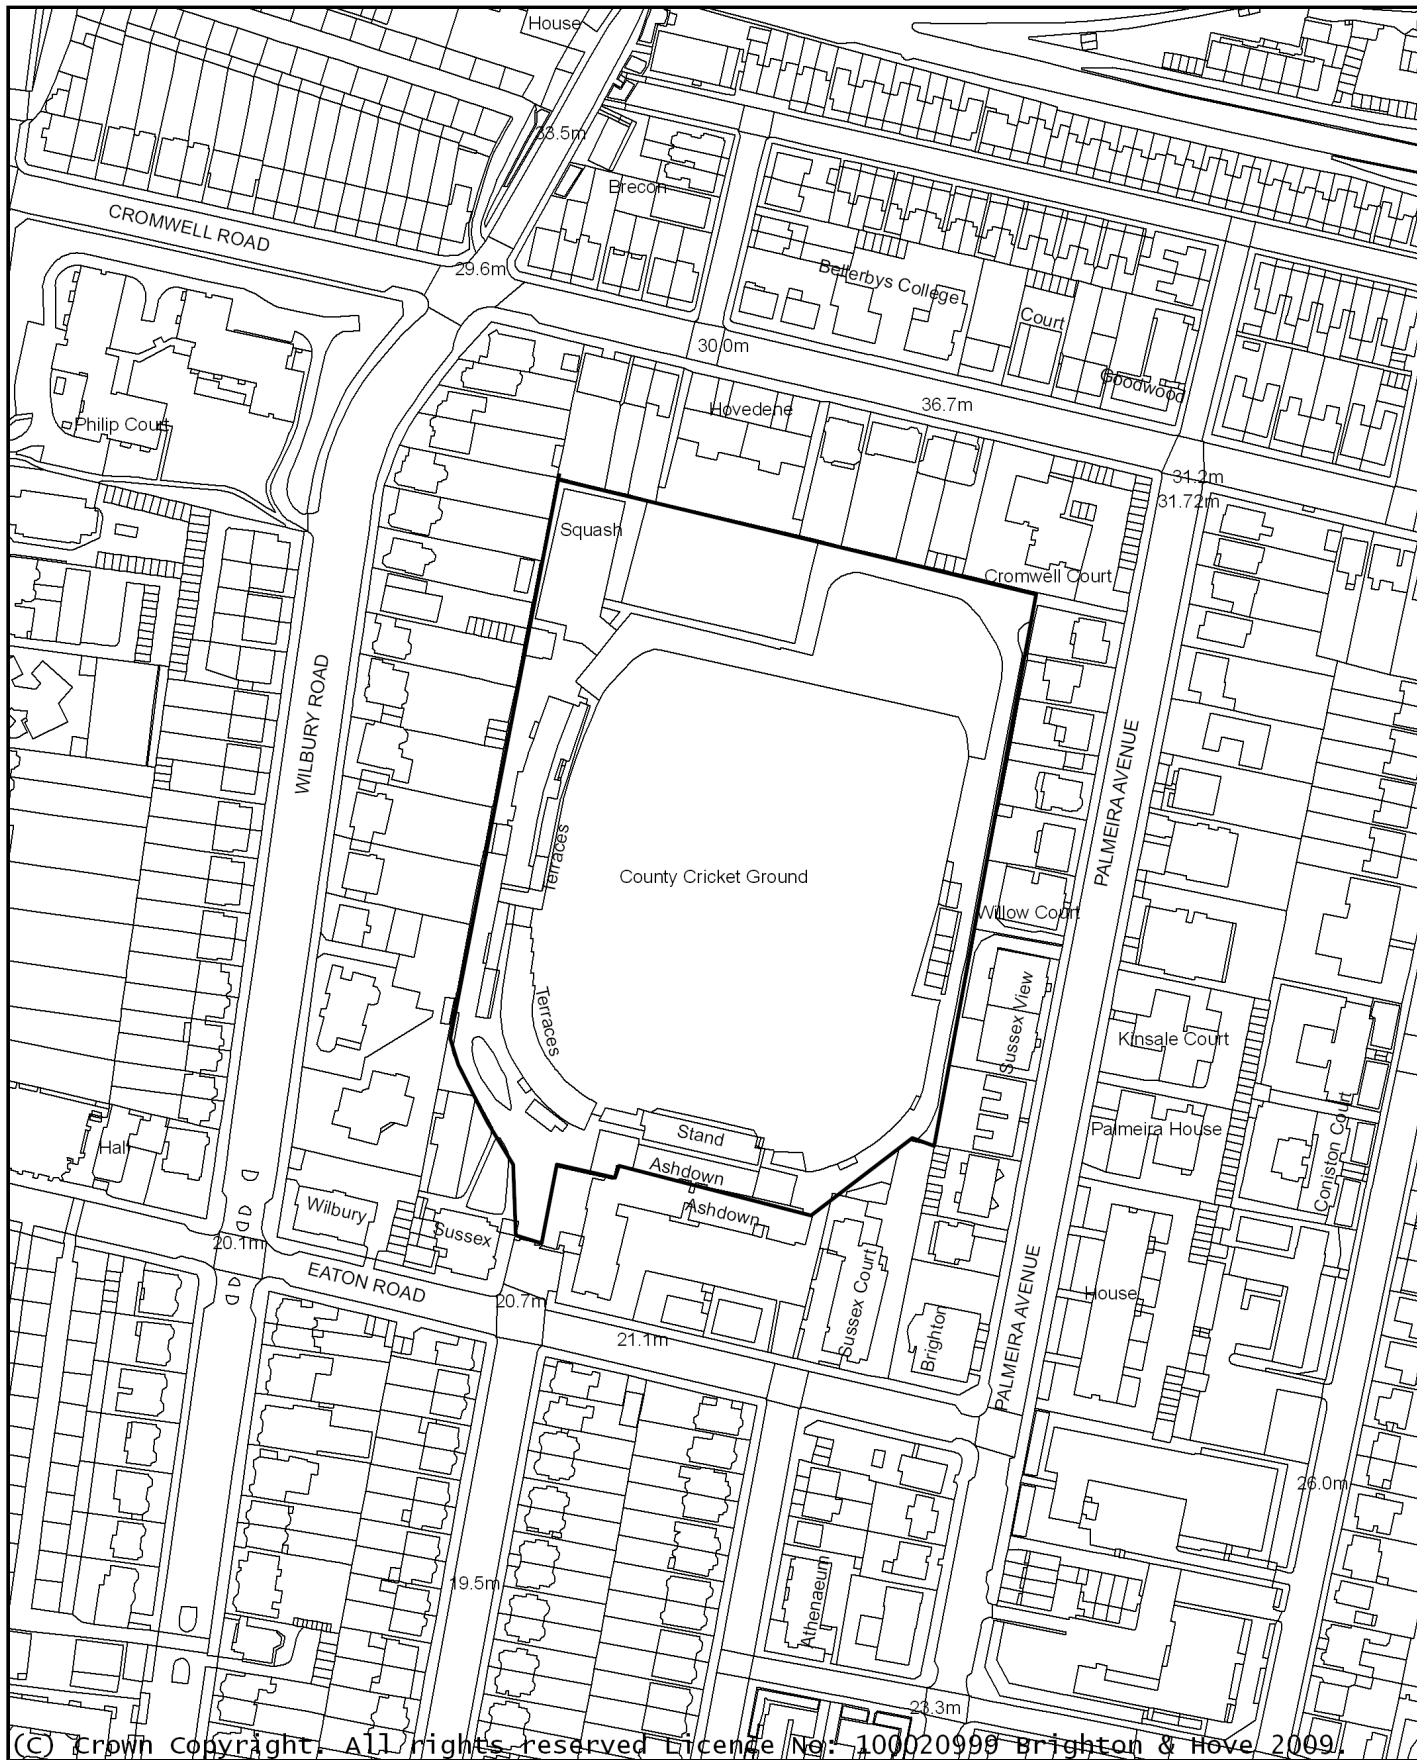 House
33.5m
Brecon
CROMWELL ROAD
29.6m
Bellerbys College
Court
30.0m
Goodwood
36.7m
Hovedene
Philip Court
31.2m
31.72m
Squash
Cromwell Court
WILBURY ROAD
PALMEIRA AVENUE
Terraces
County Cricket Ground
Willow Court
Terraces
Sussex View
Kinsale Court
Stand
Palmeira House
Coniston Court
Hall
Ashdown
Ashdown
Wilbury
Sussex
20.1m
EATON ROAD
20.7m
21.1m
Sussex Court
Brighton
PALMEIRA AVENUE
House
26.0m
19.5m
Athenaeum
23.3m
(C) Crown Copyright. All rights reserved Licence No: 100020999 Brighton & Hove 2009.